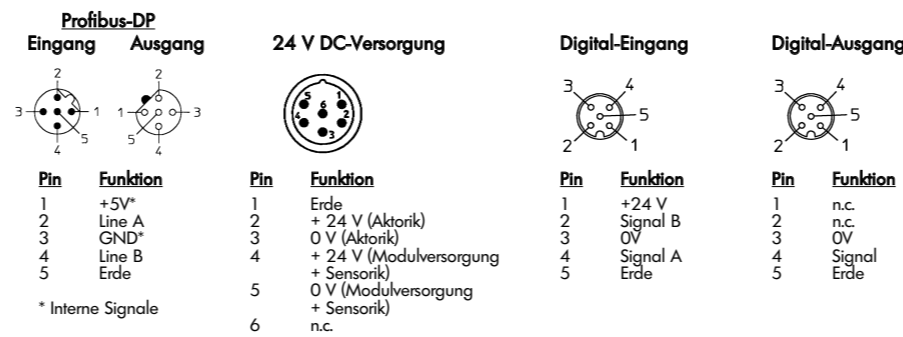 Profibus-DP
Eingang Ausgang
2
3 1
4 5
2
1 3
5 4
Pin Funktion
1 +5V*
2 Line A
3 GND*
4 Line B
5 Erde
* Interne Signale
24 V DC-Versorgung
5 1
6
4 2
3
Pin Funktion
1 Erde
2 + 24 V (Aktorik)
3 0 V (Aktorik)
4 + 24 V (Modulversorgung
+ Sensorik)
5 0 V (Modulversorgung
+ Sensorik)
6 n.c.
Digital-Eingang
3 4
5
2 1
Pin Funktion
1 +24 V
2 Signal B
3 0V
4 Signal A
5 Erde
Digital-Ausgang
3 4
5
2 1
Pin Funktion
1 n.c.
2 n.c.
3 0V
4 Signal
5 Erde